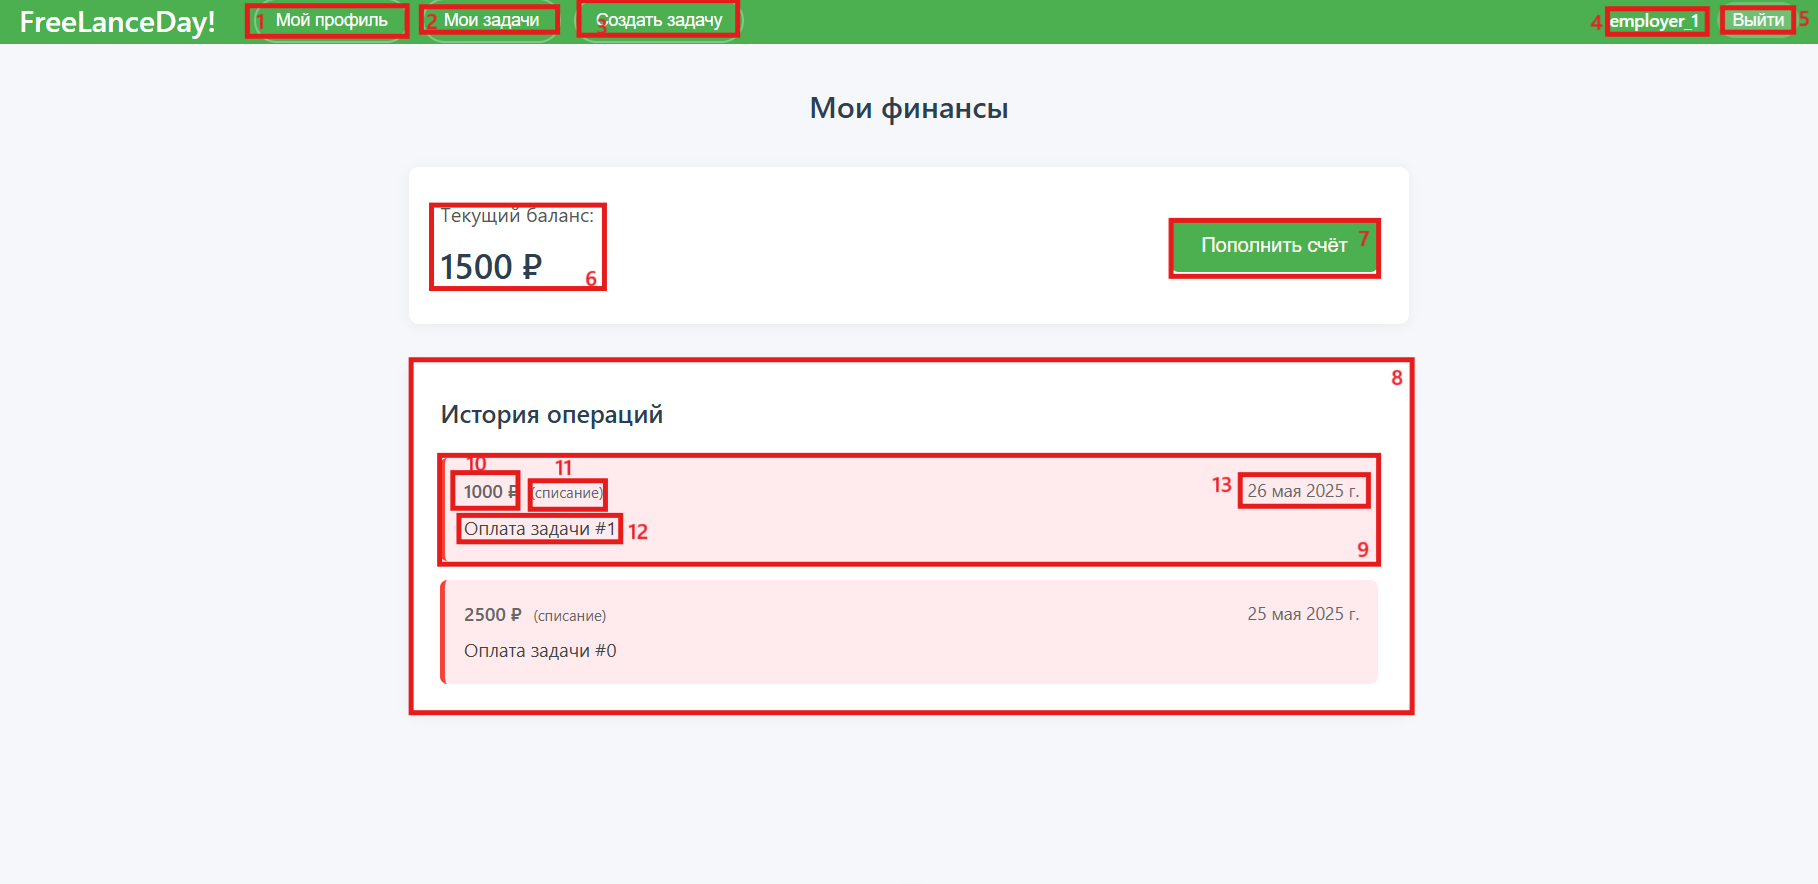 FreeLanceDay! 1 Мой профиль 2 Мои задачи 3 Создать задачу 4 employer_1 Выйти 5
Мои финансы
Текущий баланс:
1500 ₽ 6
Пополнить счёт 7
8
История операций
10 11
1000 ₽ (списание) 13 26 мая 2025 г.
Оплата задачи #1 12
9
2500 ₽ (списание) 25 мая 2025 г.
Оплата задачи #0